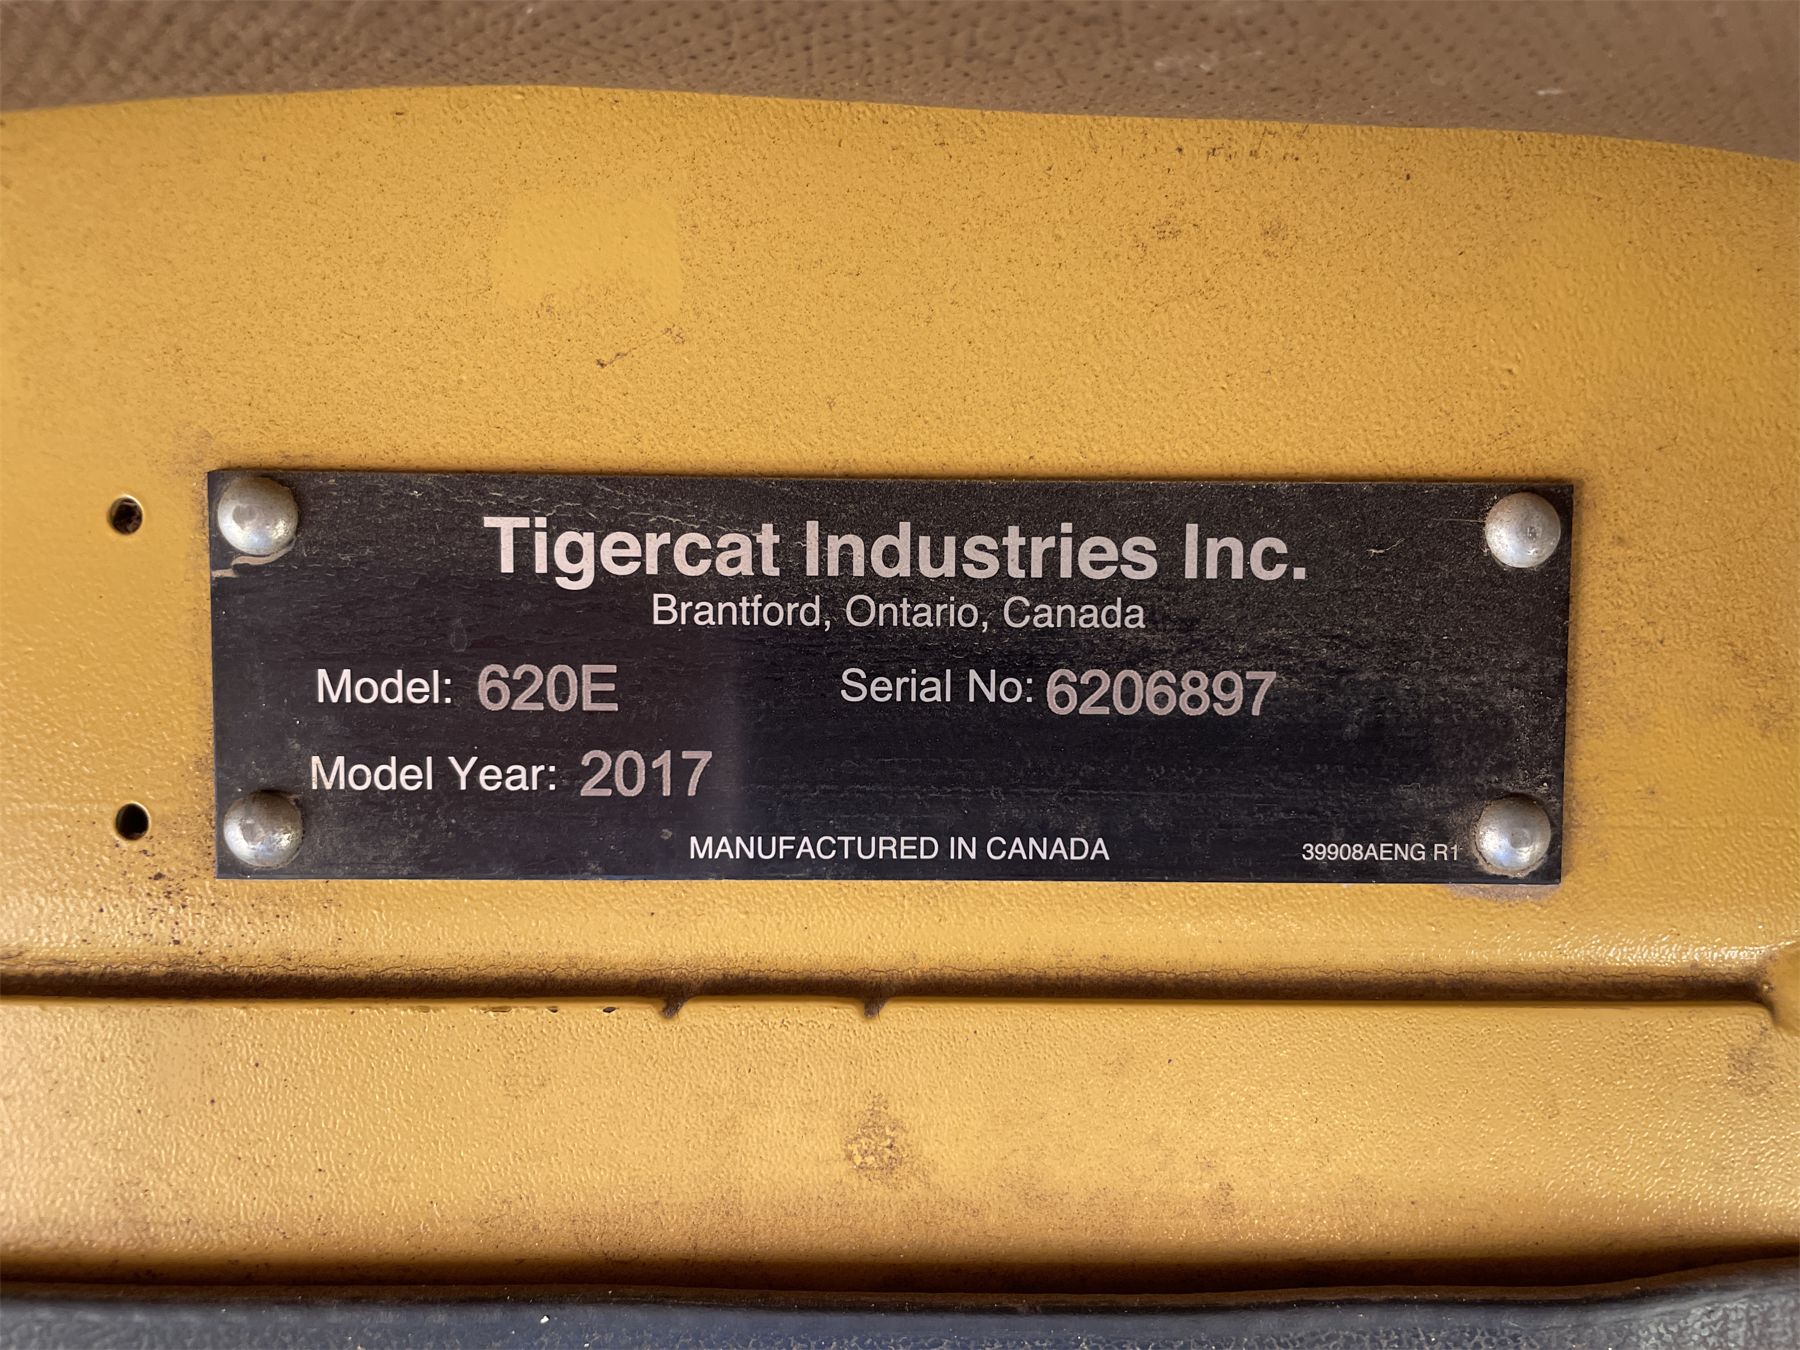 Tigercat Industries Inc.
Brantford, Ontario, Canada
Model: 620E Serial No: 6206897
Model Year: 2017
MANUFACTURED IN CANADA 39908AENG R1